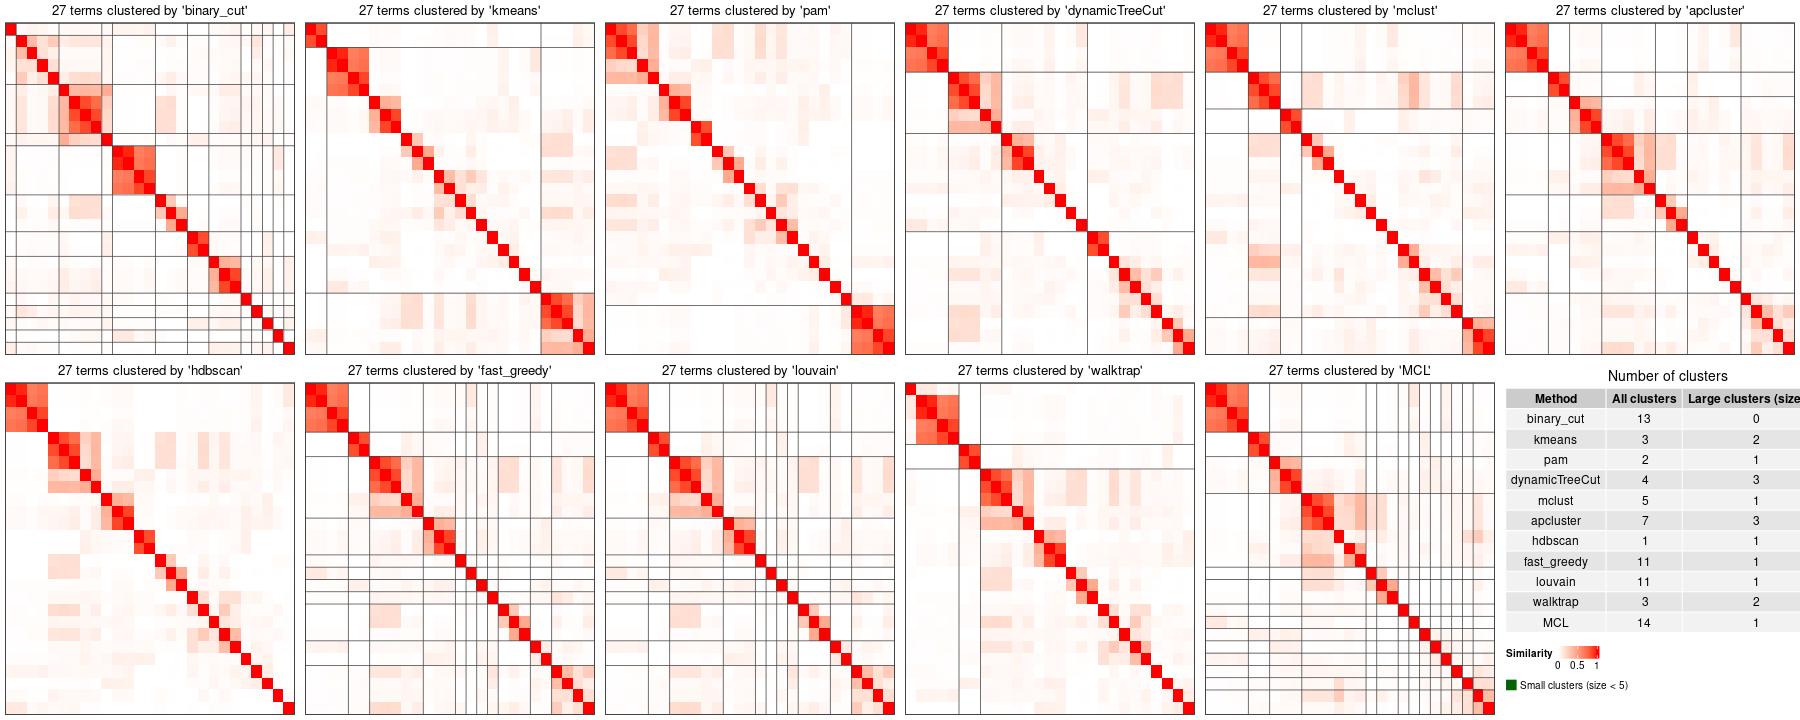 27 terms clustered by 'binary_cut'
27 terms clustered by 'kmeans'
27 terms clustered by 'pam'
27 terms clustered by 'dynamicTreeCut'
27 terms clustered by 'mclust'
27 terms clustered by 'apcluster'
27 terms clustered by 'hdbscan'
27 terms clustered by 'fast_greedy'
27 terms clustered by 'louvain'
27 terms clustered by 'walktrap'
27 terms clustered by 'MCL'
Number of clusters
Method All clusters Large clusters (size
binary_cut 13 0
kmeans 3 2
pam 2 1
dynamicTreeCut 4 3
mclust 5 1
apcluster 7 3
hdbscan 1 1
fast_greedy 11 1
louvain 11 1
walktrap 3 2
MCL 14 1
Similarity
0 0.5 1
Small clusters (size < 5)